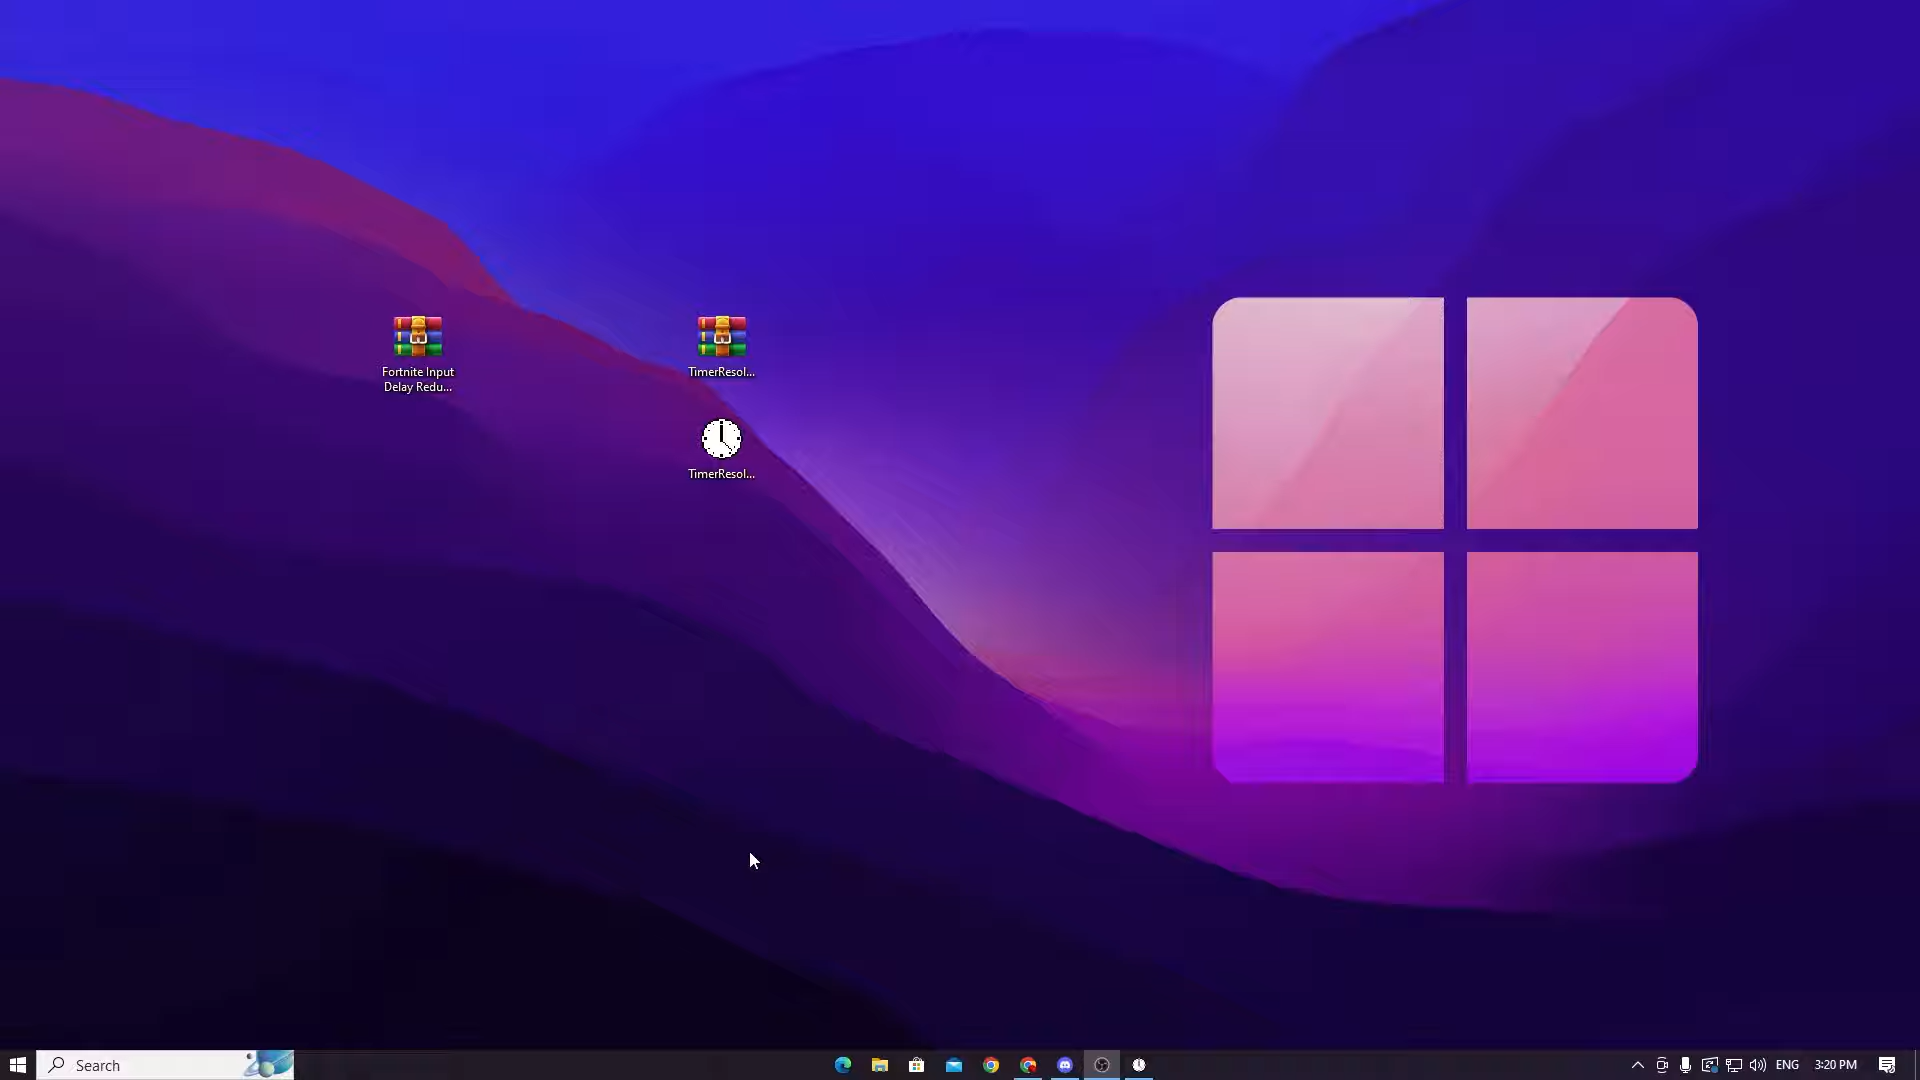 Fortnite Input
Delay Redu...
TimerResol...
TimerResol...
Search
ENG
3:20 PM